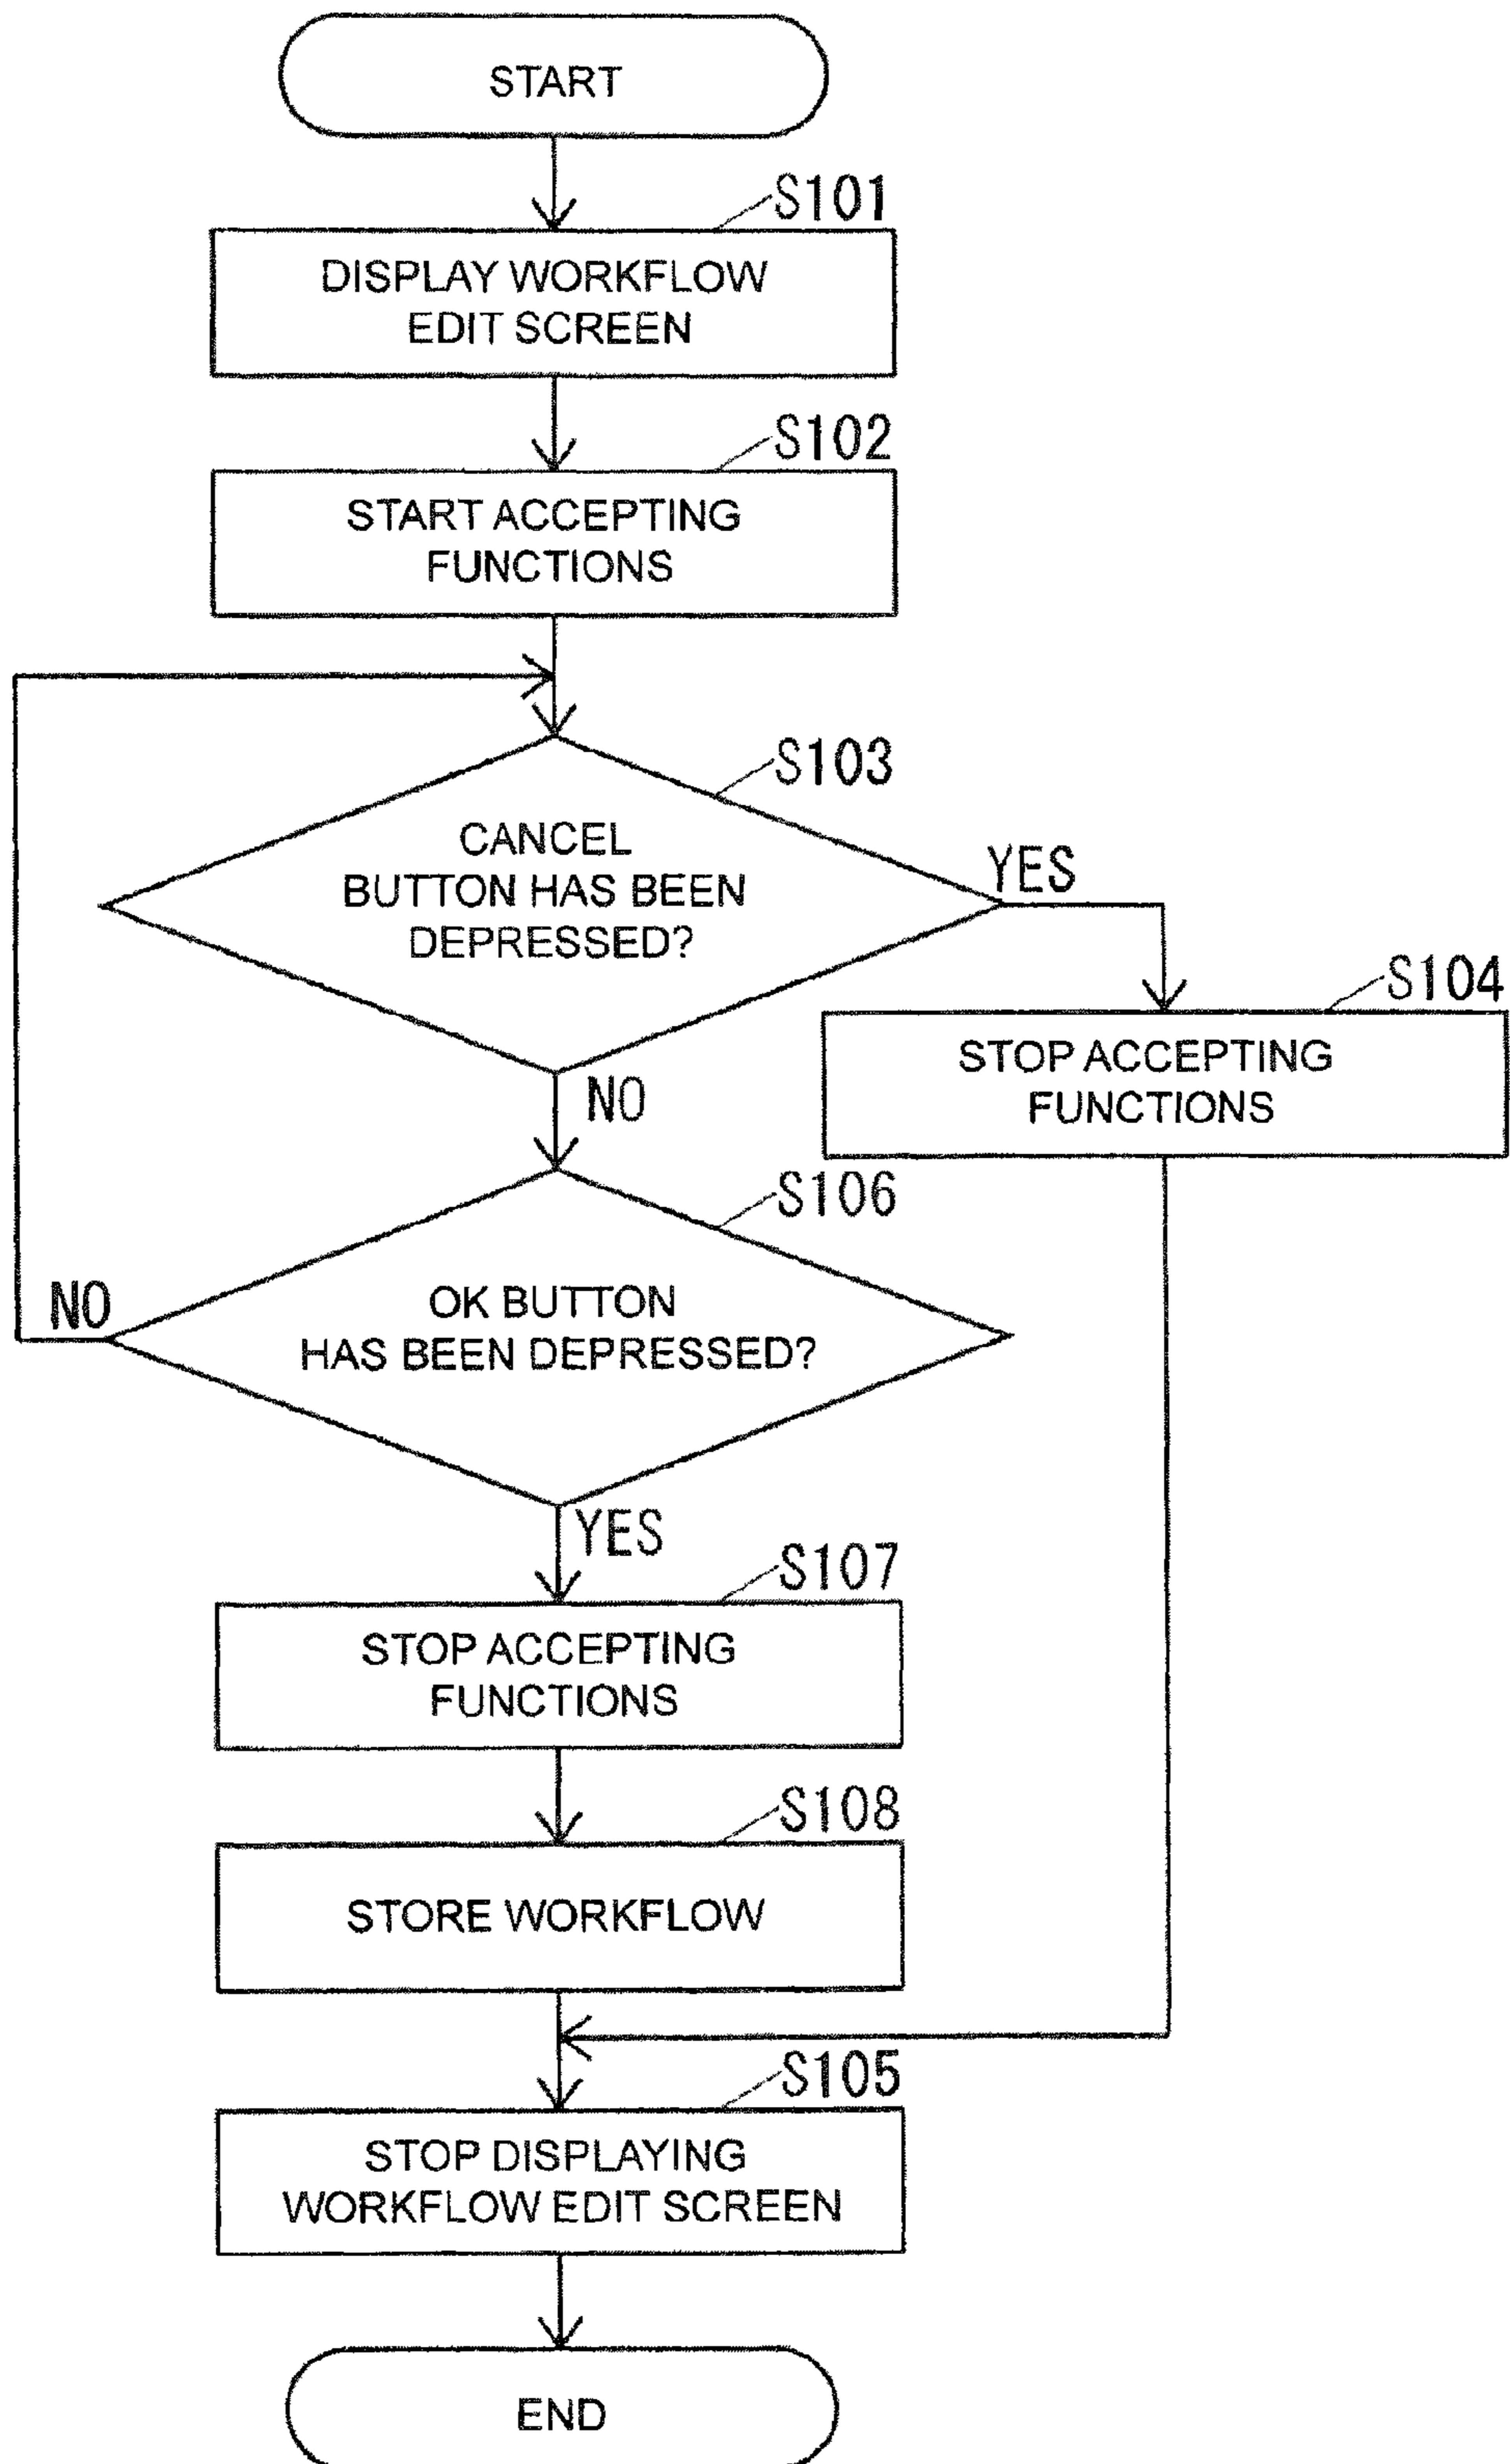 START
S101
DISPLAY WORKFLOW
EDIT SCREEN
S102
START ACCEPTING
FUNCTIONS
S103
CANCEL
BUTTON HAS BEEN
DEPRESSED?
YES
S104
STOP ACCEPTING
FUNCTIONS
NO
S106
OK BUTTON
HAS BEEN DEPRESSED?
NO
YES
S107
STOP ACCEPTING
FUNCTIONS
S108
STORE WORKFLOW
S105
STOP DISPLAYING
WORKFLOW EDIT SCREEN
END